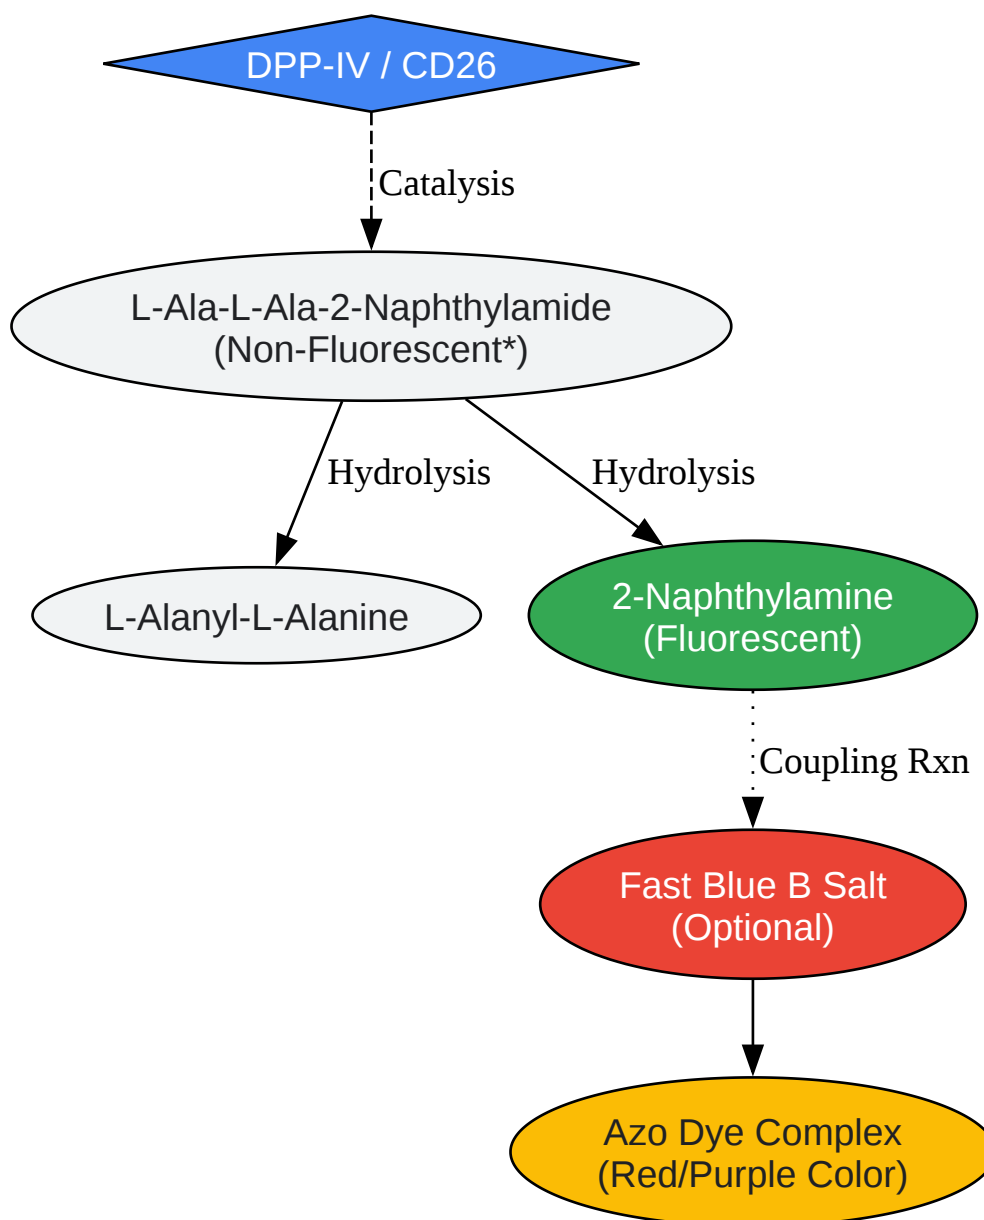 DPP-IV / CD26
Catalysis
L-Ala-L-Ala-2-Naphthylamide
(Non-Fluorescent*)
Hydrolysis
Hydrolysis
L-Alanyl-L-Alanine
2-Naphthylamine
(Fluorescent)
Coupling Rxn
Fast Blue B Salt
(Optional)
Azo Dye Complex
(Red/Purple Color)